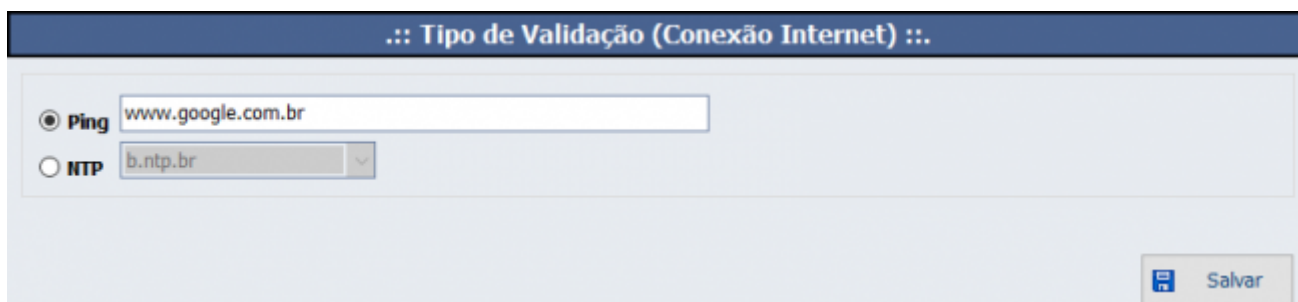 .:: Tipo de Validação (Conexão Internet) ::.
Ping www.google.com.br
NTP b.ntp.br
Salvar